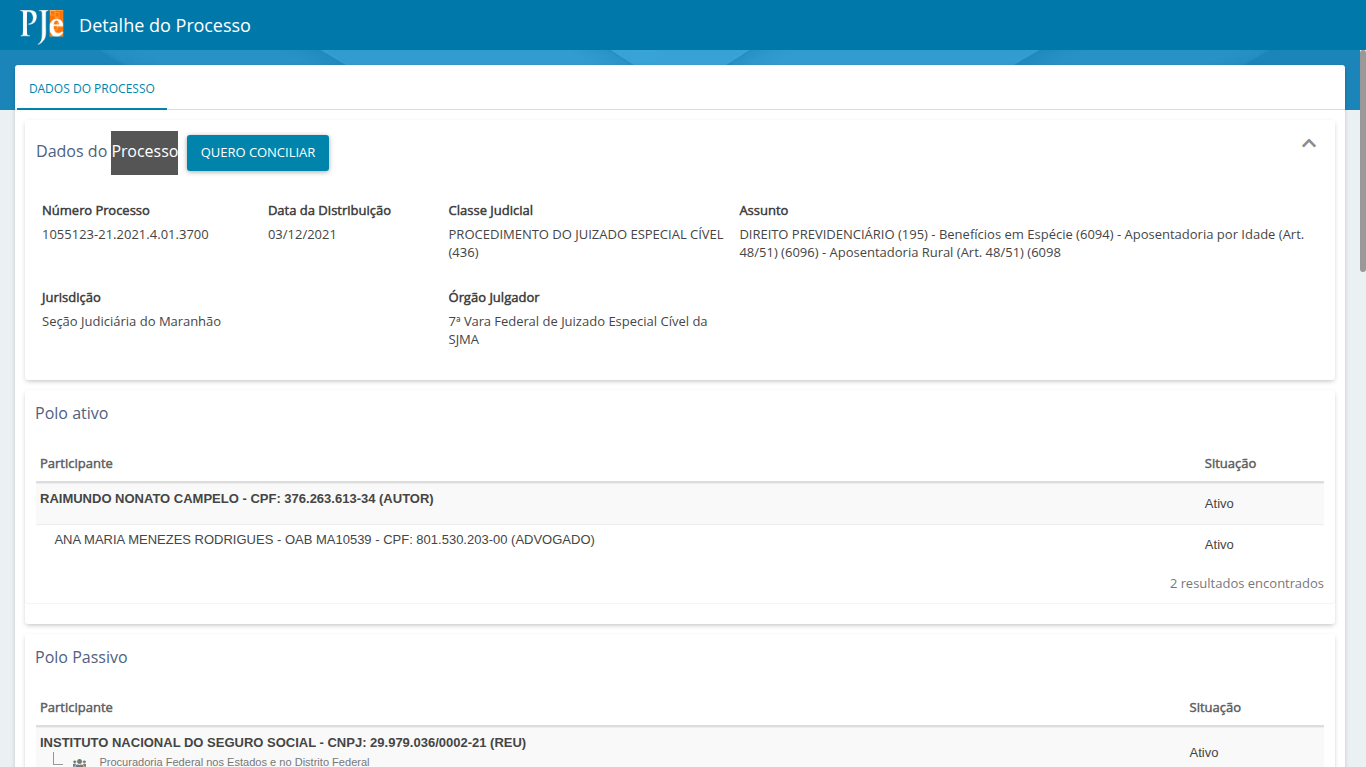 PJe Detalhe do Processo
DADOS DO PROCESSO
Dados do Processo QUERO CONCILIAR
Número Processo Data da Distribuição Classe Judicial Assunto
1055123-21.2021.4.01.3700 03/12/2021 PROCEDIMENTO DO JUIZADO ESPECIAL CÍVEL DIREITO PREVIDENCIÁRIO (195) - Benefícios em Espécie (6094) - Aposentadoria por Idade (Art.
(436) 48/51) (6096) - Aposentadoria Rural (Art. 48/51) (6098
Jurisdição Órgão Julgador
Seção Judiciária do Maranhão 7ª Vara Federal de Juizado Especial Cível da
SJMA
Polo ativo
Participante Situação
RAIMUNDO NONATO CAMPELO - CPF: 376.263.613-34 (AUTOR) Ativo
ANA MARIA MENEZES RODRIGUES - OAB MA10539 - CPF: 801.530.203-00 (ADVOGADO) Ativo
2 resultados encontrados
Polo Passivo
Participante Situação
INSTITUTO NACIONAL DO SEGURO SOCIAL - CNPJ: 29.979.036/0002-21 (REU) Ativo
Procuradoria Federal nos Estados e no Distrito Federal